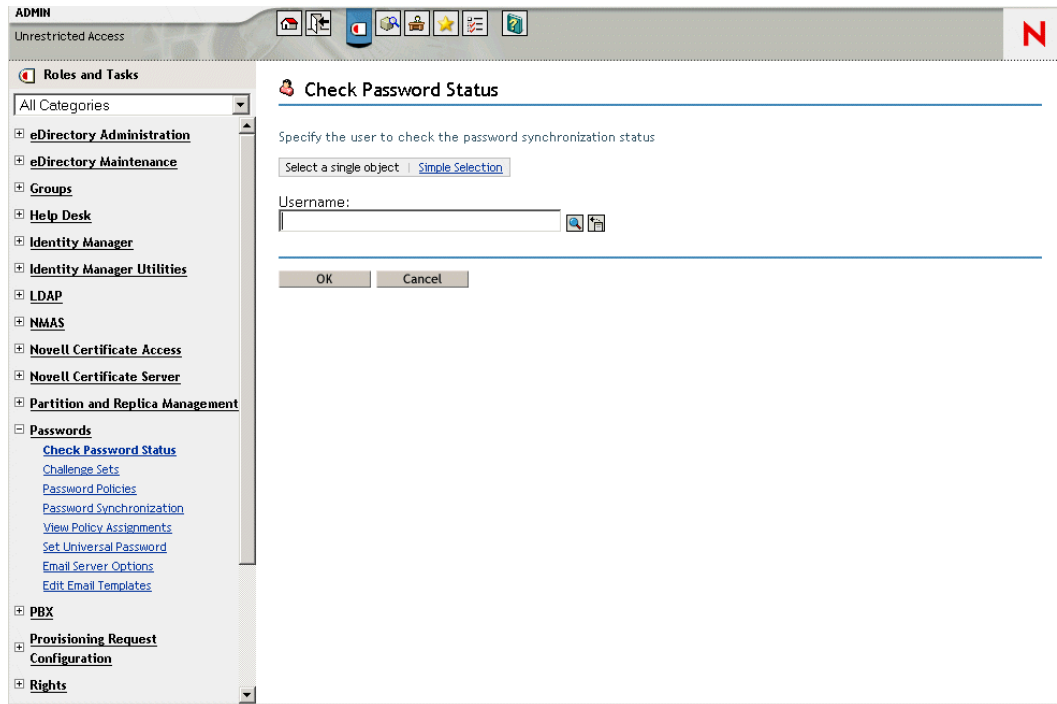 ADMIN
Unrestricted Access
N
Roles and Tasks
All Categories
eDirectory Administration
eDirectory Maintenance
Groups
Help Desk
Identity Manager
Identity Manager Utilities
LDAP
NMAS
Novell Certificate Access
Novell Certificate Server
Partition and Replica Management
Passwords
Check Password Status
Challenge Sets
Password Policies
Password Synchronization
View Policy Assignments
Set Universal Password
Email Server Options
Edit Email Templates
PBX
Provisioning Request
Configuration
Rights
Check Password Status
Specify the user to check the password synchronization status
Select a single object | Simple Selection
Username:
OK Cancel